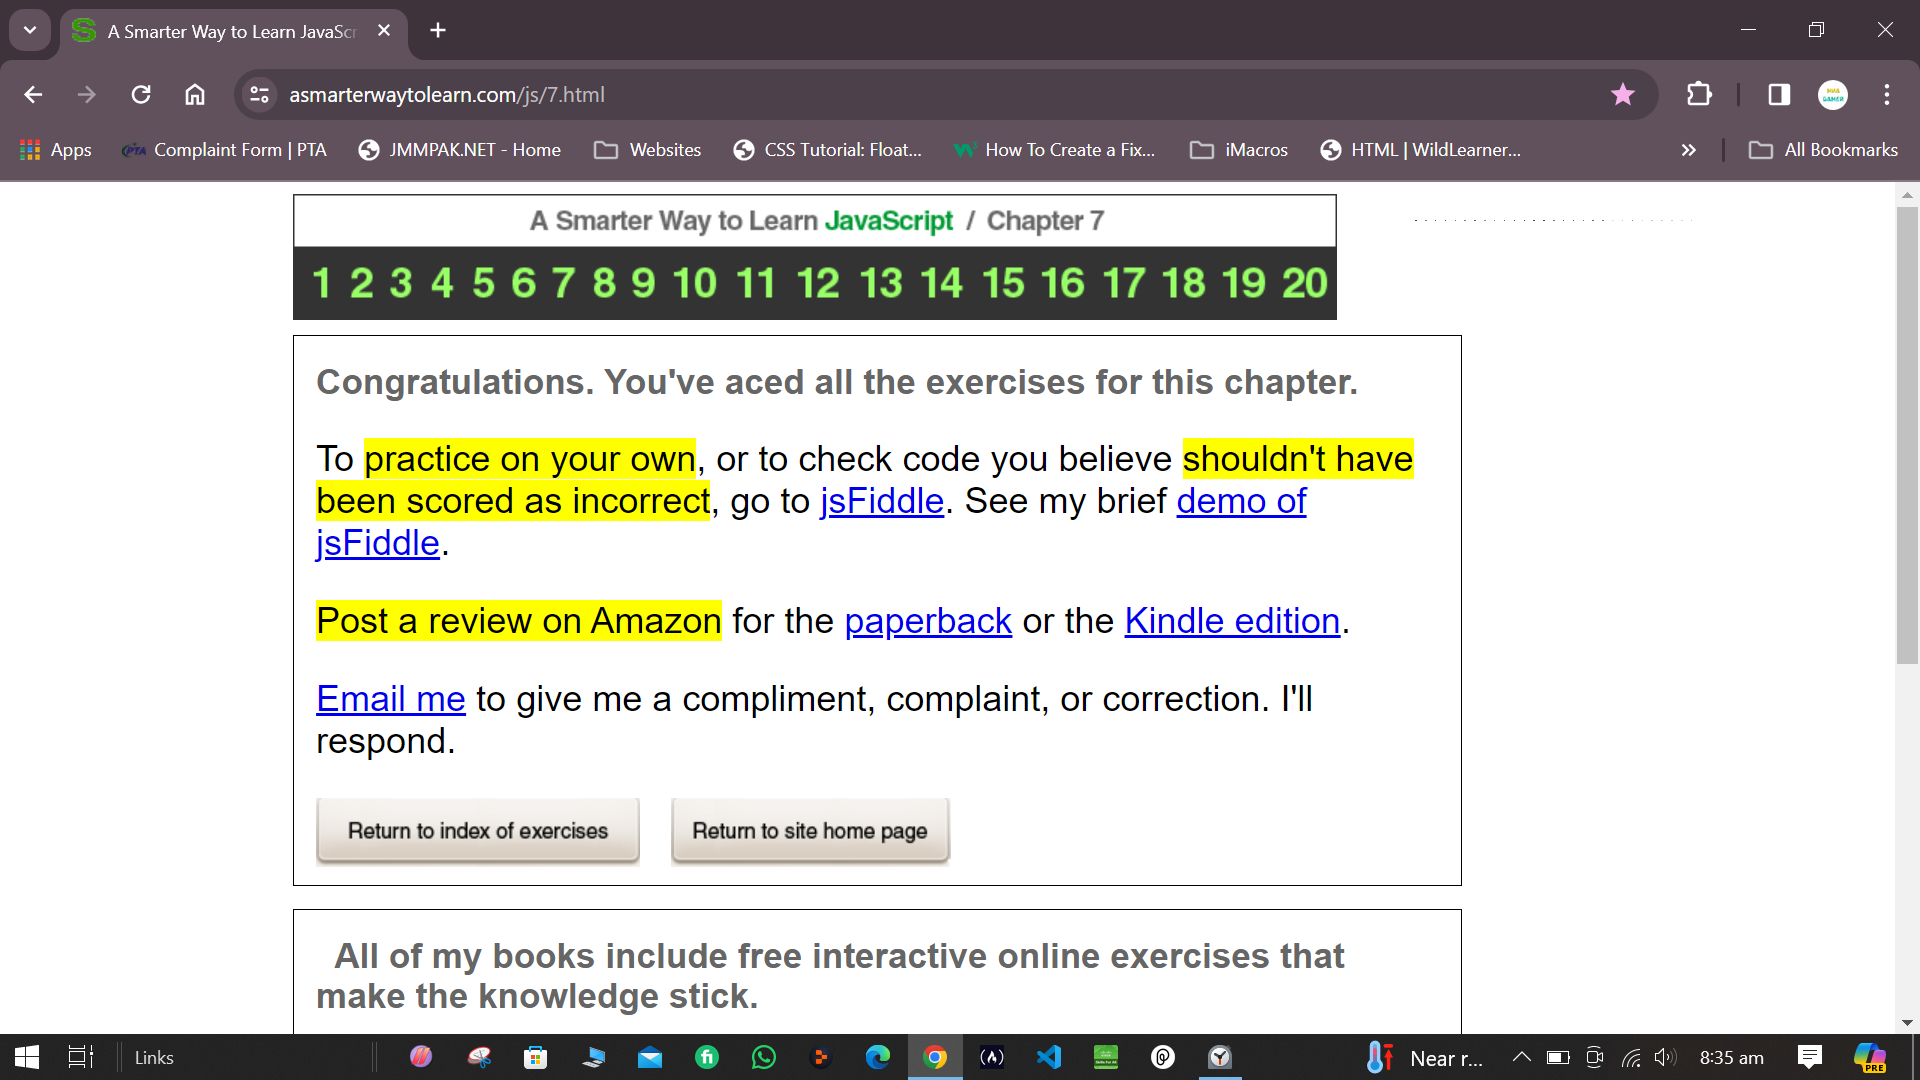 A Smarter Way to Learn JavaScr
asmarterwaytolearn.com/js/7.html
Apps
Complaint Form | PTA
JMMPAK.NET - Home
Websites
CSS Tutorial: Float...
How To Create a Fix...
iMacros
HTML | WildLearner...
All Bookmarks
A Smarter Way to Learn JavaScript / Chapter 7
1 2 3 4 5 6 7 8 9 10 11 12 13 14 15 16 17 18 19 20
Congratulations. You've aced all the exercises for this chapter.
To practice on your own, or to check code you believe shouldn't have
been scored as incorrect, go to jsFiddle. See my brief demo of
jsFiddle.
Post a review on Amazon for the paperback or the Kindle edition.
Email me to give me a compliment, complaint, or correction. I'll
respond.
Return to index of exercises
Return to site home page
All of my books include free interactive online exercises that
make the knowledge stick.
Links
Near r...
8:35 am
PRE